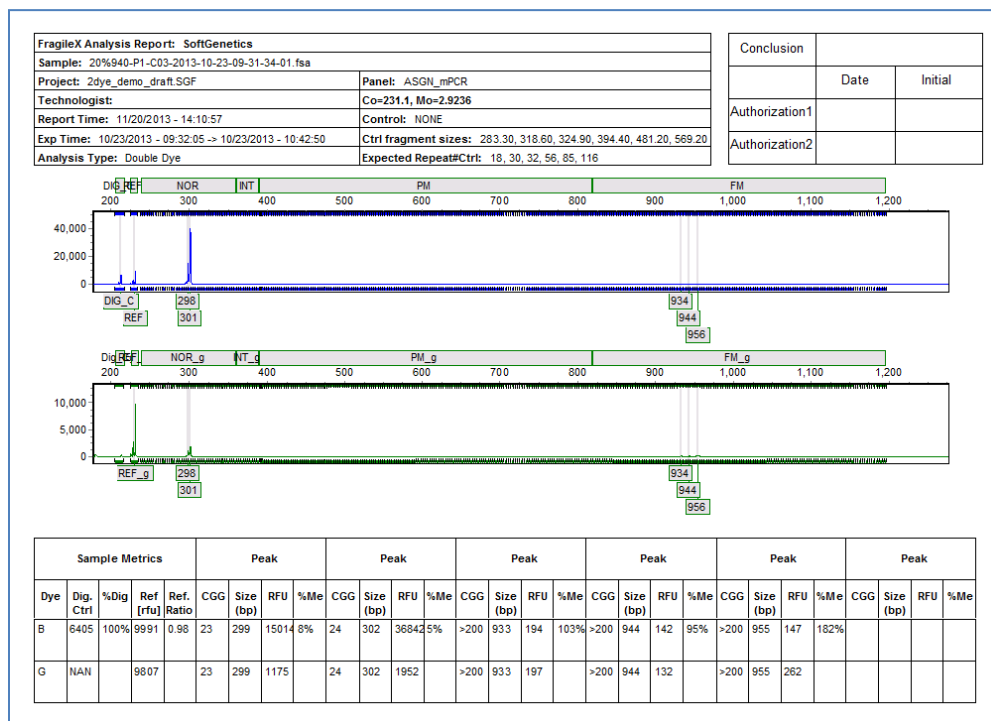 FragileX Analysis Report: SoftGenetics
Sample: 20%940-P1-C03-2013-10-23-09-31-34-01.fsa
Project: 2dye_demo_draft.SGF Panel: ASGN_mPCR
Technologist: Co=231.1, Mo=2.9236
Report Time: 11/20/2013 - 14:10:57 Control: NONE
Exp Time: 10/23/2013 - 09:32:05 -> 10/23/2013 - 10:42:50 Ctrl fragment sizes: 283.30, 318.60, 324.90, 394.40, 481.20, 569.20
Analysis Type: Double Dye Expected Repeat#Ctrl: 18, 30, 32, 56, 85, 116
Conclusion
Date Initial
Authorization1
Authorization2
NOR INT PM FM
200 300 400 500 600 700 800 900 1,000 1,100 1,200
40,000
20,000
0
DIG_C 298 934
REF 301 944
956
NOR_g INT_g PM_g FM_g
200 300 400 500 600 700 800 900 1,000 1,100 1,200
10,000
5,000
0
REF_g 298 934
301 944
956
Sample Metrics Peak Peak Peak Peak Peak Peak
Dye Dig. Ctrl %Dig Ref [rfu] Ref. Ratio CGG Size (bp) RFU %Me CGG Size (bp) RFU %Me CGG Size (bp) RFU %Me CGG Size (bp) RFU %Me CGG Size (bp) RFU %Me CGG Size (bp) RFU %Me
B 6405 100% 9991 0.98 23 299 15014 8% 24 302 36842 5% >200 933 194 103% >200 944 142 95% >200 955 147 182%
G NAN 9807 23 299 1175 24 302 1952 >200 933 197 >200 944 132 >200 955 262